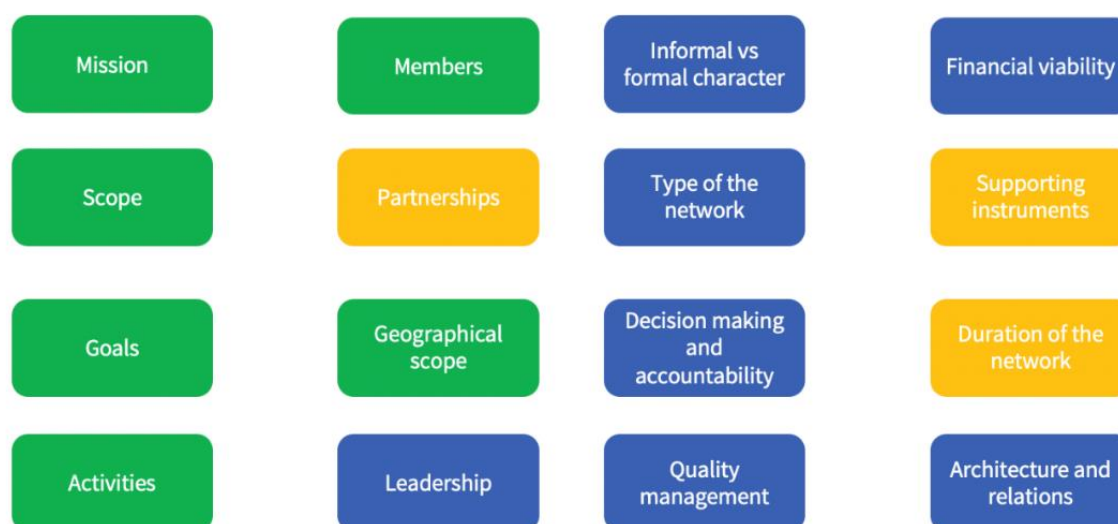 Mission
Members
Informal vs
formal character
Financial viability
Scope
Partnerships
Type of the
network
Supporting
instruments
Goals
Geographical
scope
Decision making
and
accountability
Duration of the
network
Activities
Leadership
Quality
management
Architecture and
relations